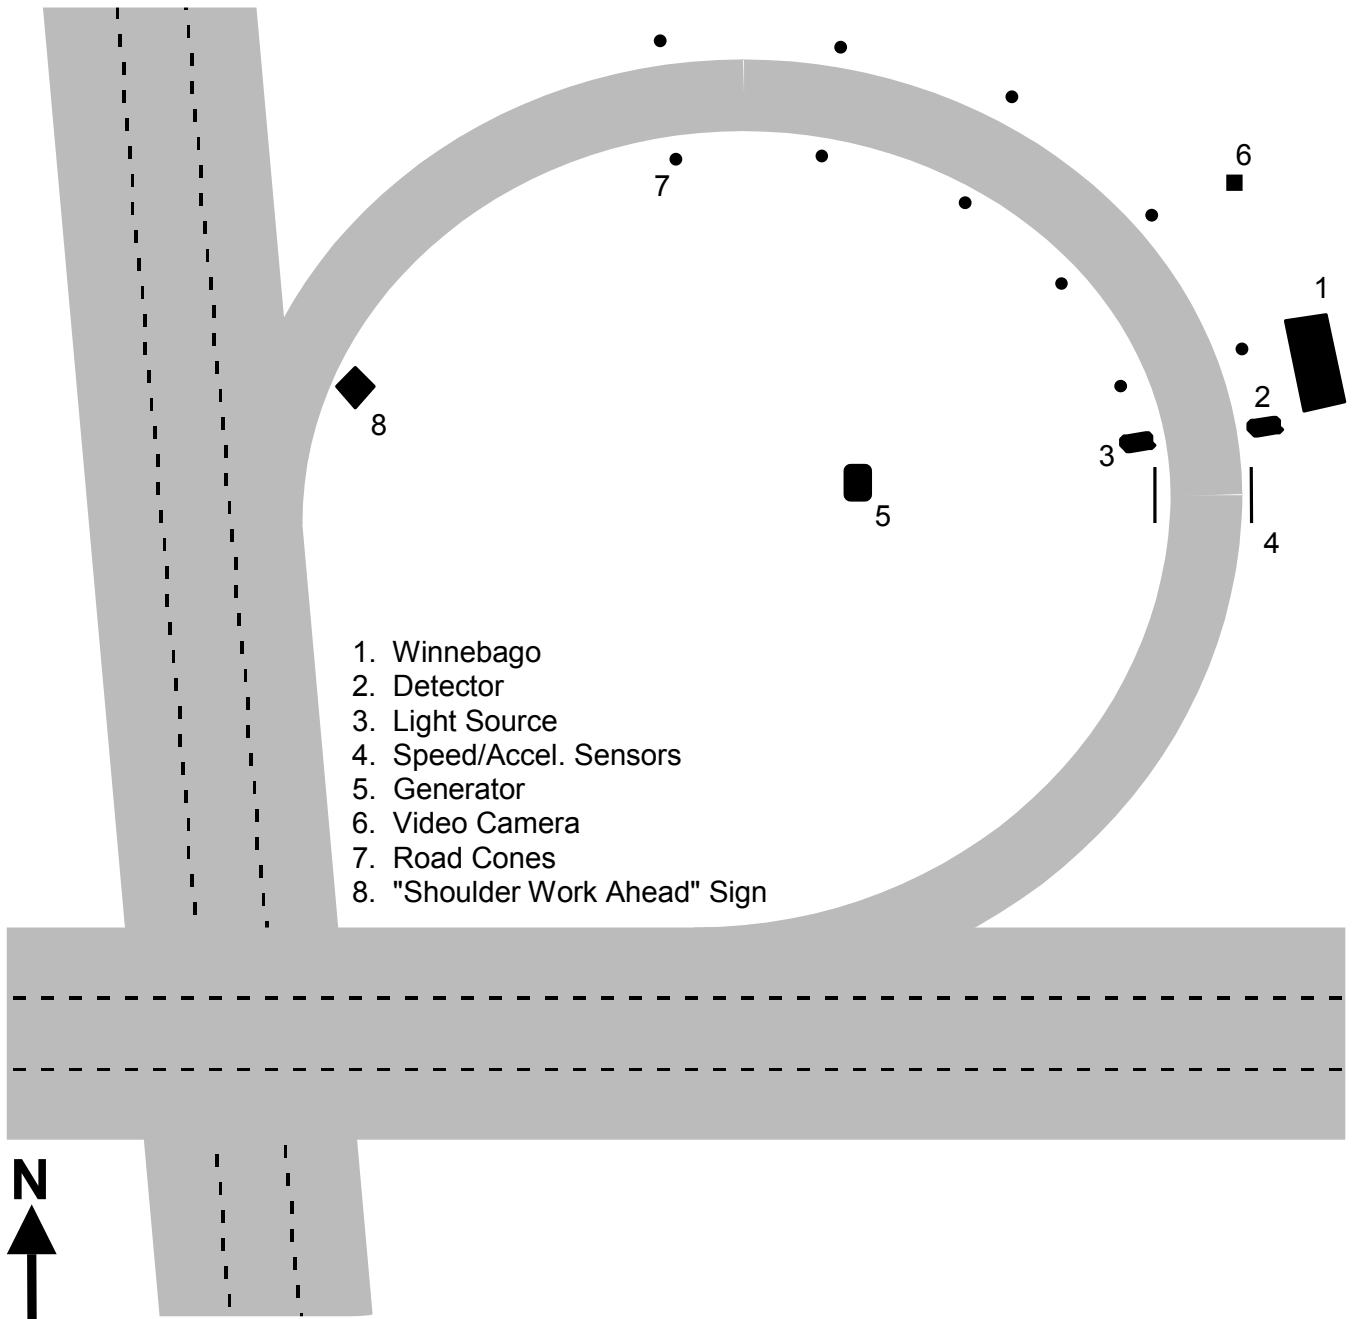 6
7
1
8
2
3
5
4
1. Winnebago
2. Detector
3. Light Source
4. Speed/Accel. Sensors
5. Generator
6. Video Camera
7. Road Cones
8. "Shoulder Work Ahead" Sign
N